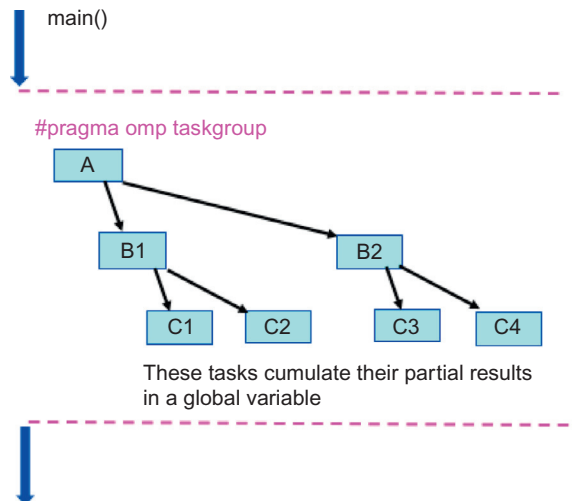 main()
#pragma omp taskgroup
A
B1
B2
C1
C2
C3
C4
These tasks cumulate their partial results
in a global variable